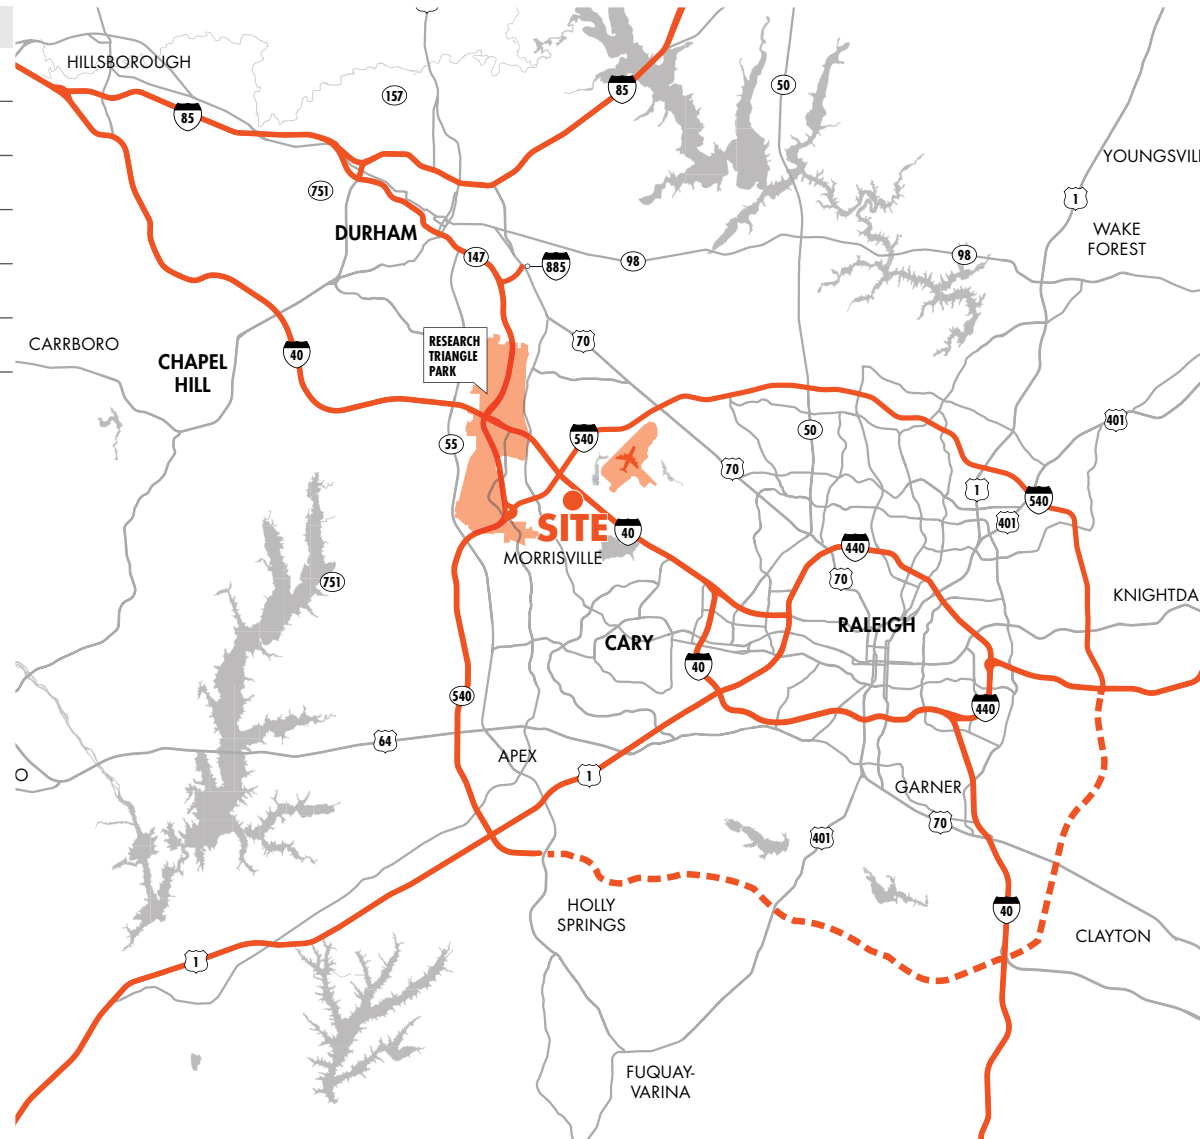 HILLSBOROUGH
157
85
50
85
YOUNGSVILL
751
1
DURHAM
WAKE
FOREST
147
885
98
98
RESEARCH
TRIANGLE
PARK
70
CARRBORO
CHAPEL
HILL
40
401
55
540
50
70
1
540
401
SITE
40
MORRISVILLE
440
70
751
KNIGHTDA
RALEIGH
CARY
40
540
440
64
APEX
1
O
GARNER
70
401
HOLLY
SPRINGS
40
CLAYTON
1
FUQUAY-
VARINA